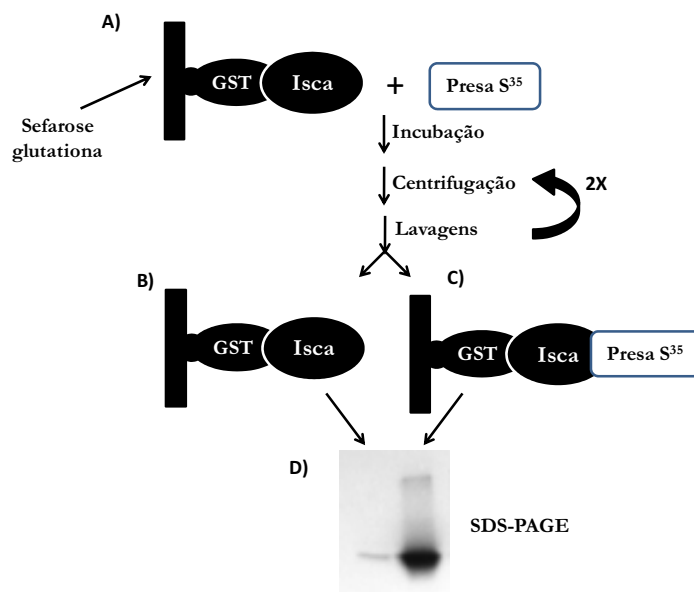 A)
GST Isca + Presa S³⁵
Sefarose
glutationa
Incubação
Centrifugação
2X
Lavagens
B)
C)
GST Isca
GST Isca Presa S³⁵
D)
SDS-PAGE